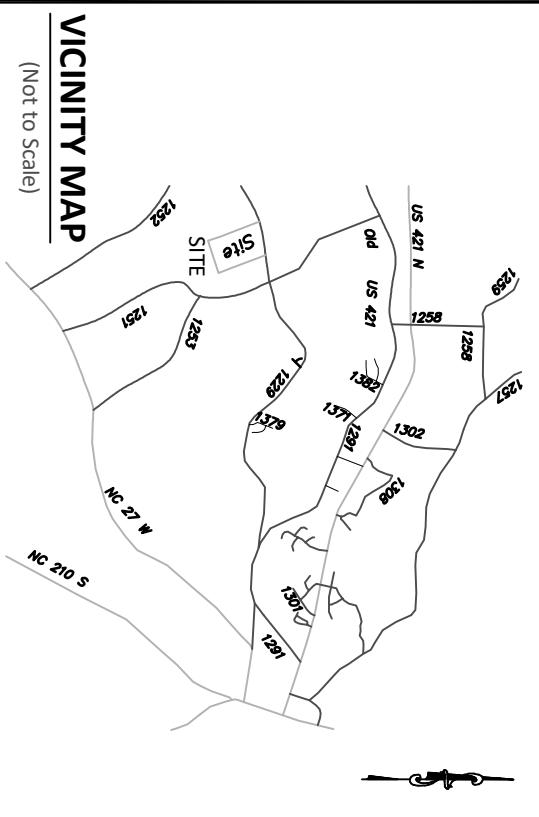 VICINITY MAP
(Not to Scale)
1252
SITE
Site
1251
1253
Old
US 421
US 421 N
1259
1258
1258
1257
1382
1371
1291
1302
1229
1379
1308
NC 27 W
NC 210 S
1301
1291